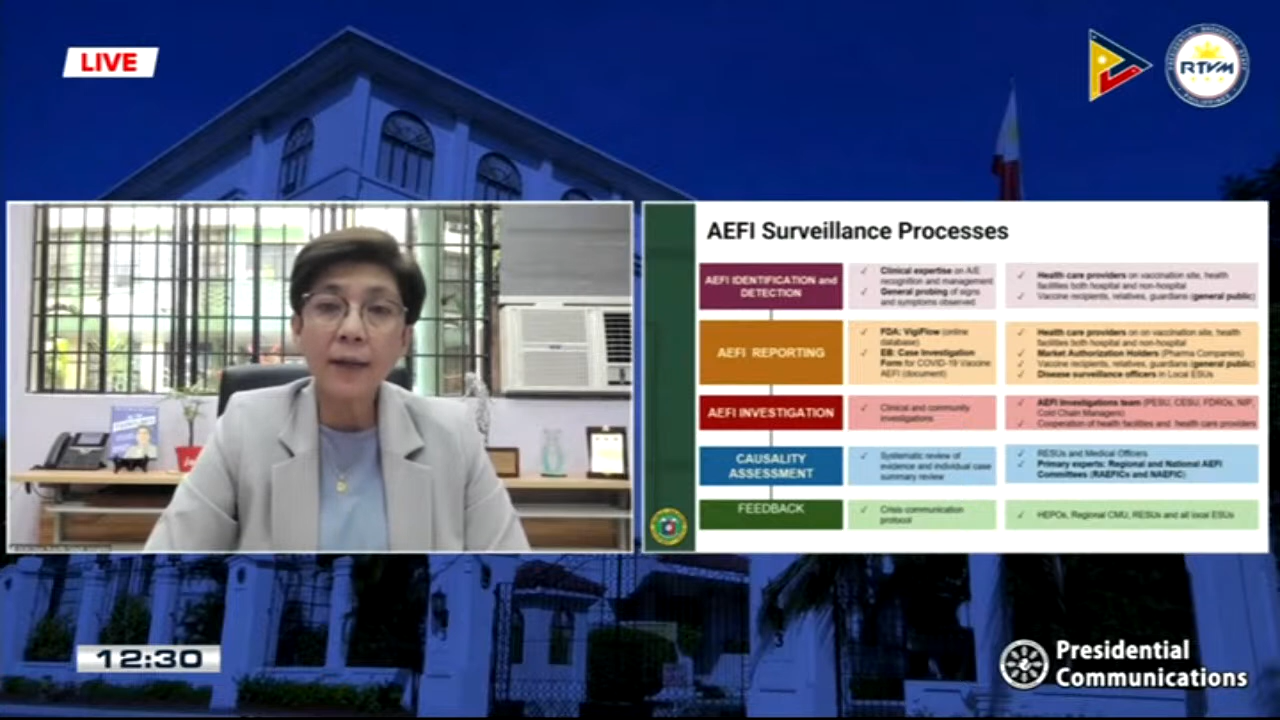 LIVE
RTVM
AEFI Surveillance Processes
AEFI IDENTIFICATION and
DETECTION
✓ Clinical expertise on A/E
recognition and management
✓ General probing of signs
and symptoms observed
✓ Health care providers on vaccination site, health
facilities both hospital and non-hospital
✓ Vaccine recipients, relatives, guardians (general public)
AEFI REPORTING
✓ FDA: VigiFlow (online
database)
✓ EB: Case Investigation
Form for COVID-19 Vaccine
AEFI (document)
✓ Health care providers on on vaccination site, health
facilities both hospital and non-hospital
✓ Market Authorization Holders (Pharma Companies)
✓ Vaccine recipients, relatives, guardians (general public)
✓ Disease surveillance officers in Local ESUs
AEFI INVESTIGATION
✓ Clinical and community
investigations
✓ AEFI Investigations team (PESU, CESU, FDROs, NIP,
Cold Chain Managers)
✓ Cooperation of health facilities and health care providers
CAUSALITY
ASSESSMENT
✓ Systematic review of
evidence and individual case
summary review
✓ RESUs and Medical Officers
✓ Primary experts: Regional and National AEFI
Committees (RAEFICs and NAEFIC)
FEEDBACK
✓ Crisis communication
protocol
✓ HEPOs, Regional CMU, RESUs and all local ESUs
12:30
Presidential
Communications